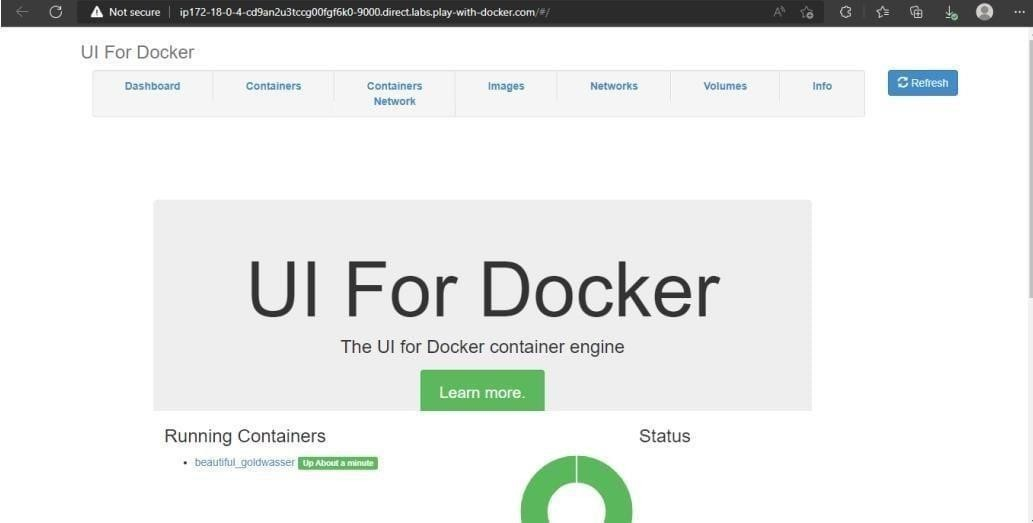 Not secure | ip172-18-0-4-cd9an2u3tccg00fgf6k0-9000.direct.labs.play-with-docker.com/#/
UI For Docker
Dashboard Containers Containers Network Images Networks Volumes Info Refresh
UI For Docker
The UI for Docker container engine
Learn more.
Running Containers
beautiful_goldwasser Up About a minute
Status